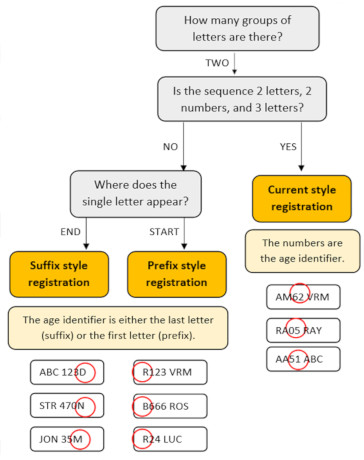 How many groups of
letters are there?
TWO
Is the sequence 2 letters, 2
numbers, and 3 letters?
NO
YES
Where does the
single letter appear?
Current style
registration
END
START
The numbers are
the age identifier.
Suffix style
registration
Prefix style
registration
AM62 VRM
The age identifier is either the last letter
(suffix) or the first letter (prefix).
RA05 RAY
AA51 ABC
ABC 123D
R123 VRM
STR 470N
B666 ROS
JON 35M
R24 LUC